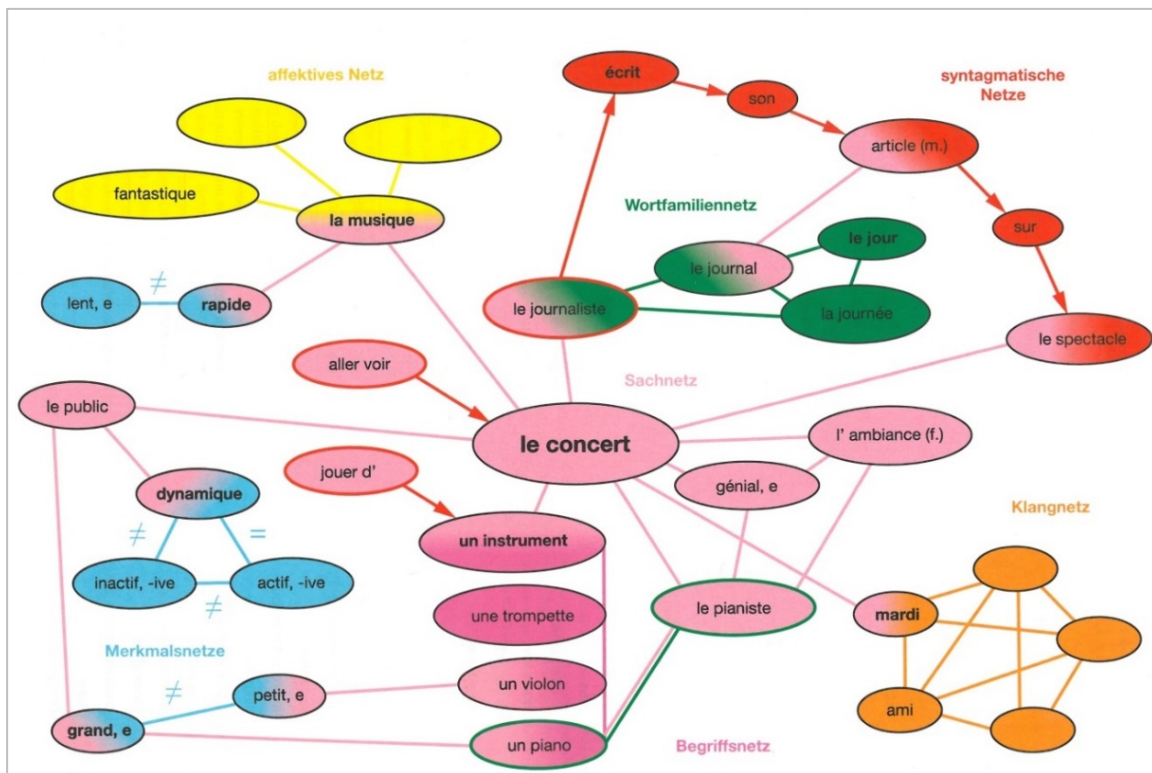 affektives Netz
écrit
syntagmatische
Netze
son
article (m.)
fantastique
la musique
Wortfamiliennetz
sur
le jour
le journal
lent, e
≠
rapide
le journaliste
la journée
le spectacle
aller voir
Sachnetz
le public
le concert
l' ambiance (f.)
jouer d'
génial, e
dynamique
Klangnetz
≠
=
un instrument
inactif, -ive
actif, -ive
≠
une trompette
le pianiste
mardi
Merkmalsnetze
≠
petit, e
un violon
ami
grand, e
un piano
Begriffsnetz